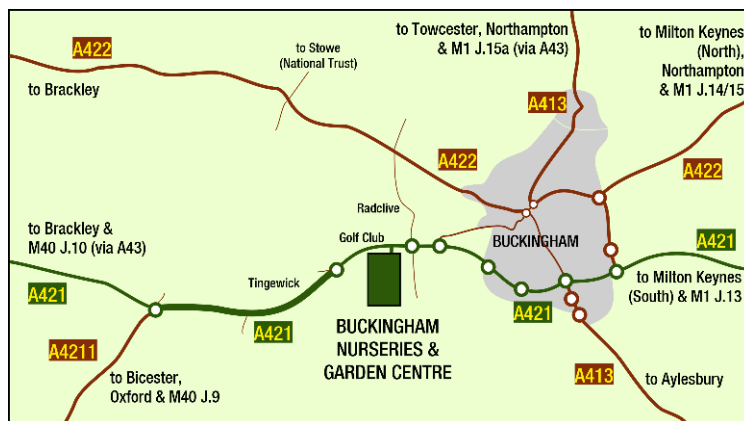 A422
to Brackley
to Stowe
(National Trust)
to Towcester, Northampton
& M1 J.15a (via A43)
to Milton Keynes
(North),
Northampton
& M1 J.14/15
A413
A422
A422
Radclive
Golf Club
BUCKINGHAM
to Brackley &
M40 J.10 (via A43)
A421
Tingewick
A421
A421
to Milton Keynes
(South) & M1 J.13
A421
BUCKINGHAM
NURSERIES &
GARDEN CENTRE
A4211
to Bicester,
Oxford & M40 J.9
A413
to Aylesbury